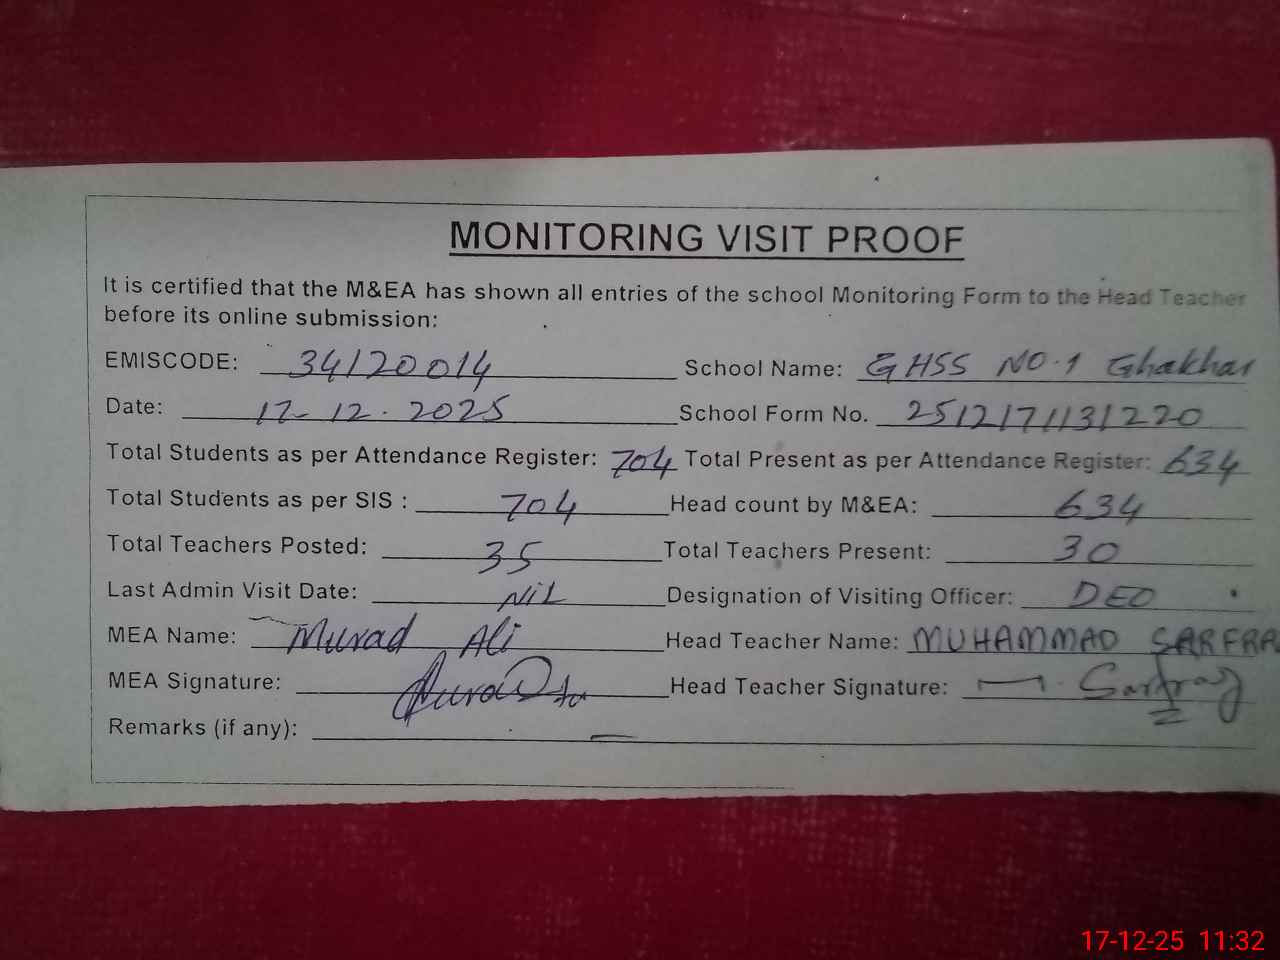 MONITORING VISIT PROOF
It is certified that the M&EA has shown all entries of the school Monitoring Form to the Head Teacher
before its online submission:
EMISCODE: 34120014 School Name: GHSS NO.1 Ghakhar
Date: 17-12.2025 School Form No. 2512171131220
Total Students as per Attendance Register: 704 Total Present as per Attendance Register: 634
Total Students as per SIS : 704 Head count by M&EA: 634
Total Teachers Posted: 35 Total Teachers Present: 30
Last Admin Visit Date: Nil Designation of Visiting Officer: DEO
MEA Name: Murad Ali Head Teacher Name: MUHAMMAD SARFRA
MEA Signature: Head Teacher Signature: M. Sarfraz
Remarks (if any): —
17-12-25 11:32